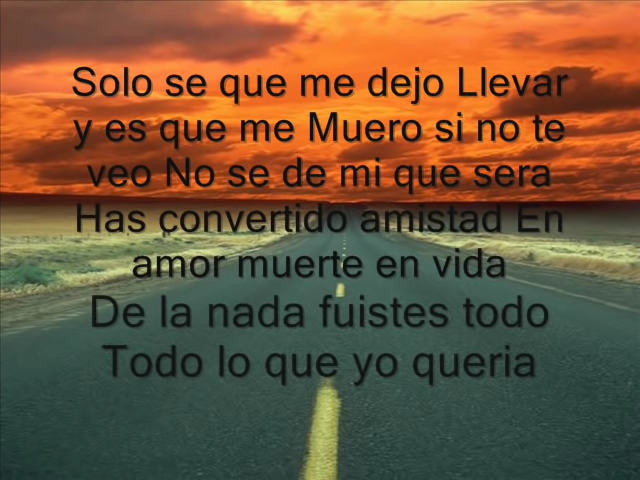 Solo se que me dejo Llevar
y es que me Muero si no te
veo No se de mi que sera
Has convertido amistad En
amor muerte en vida
De la nada fuistes todo
Todo lo que yo queria